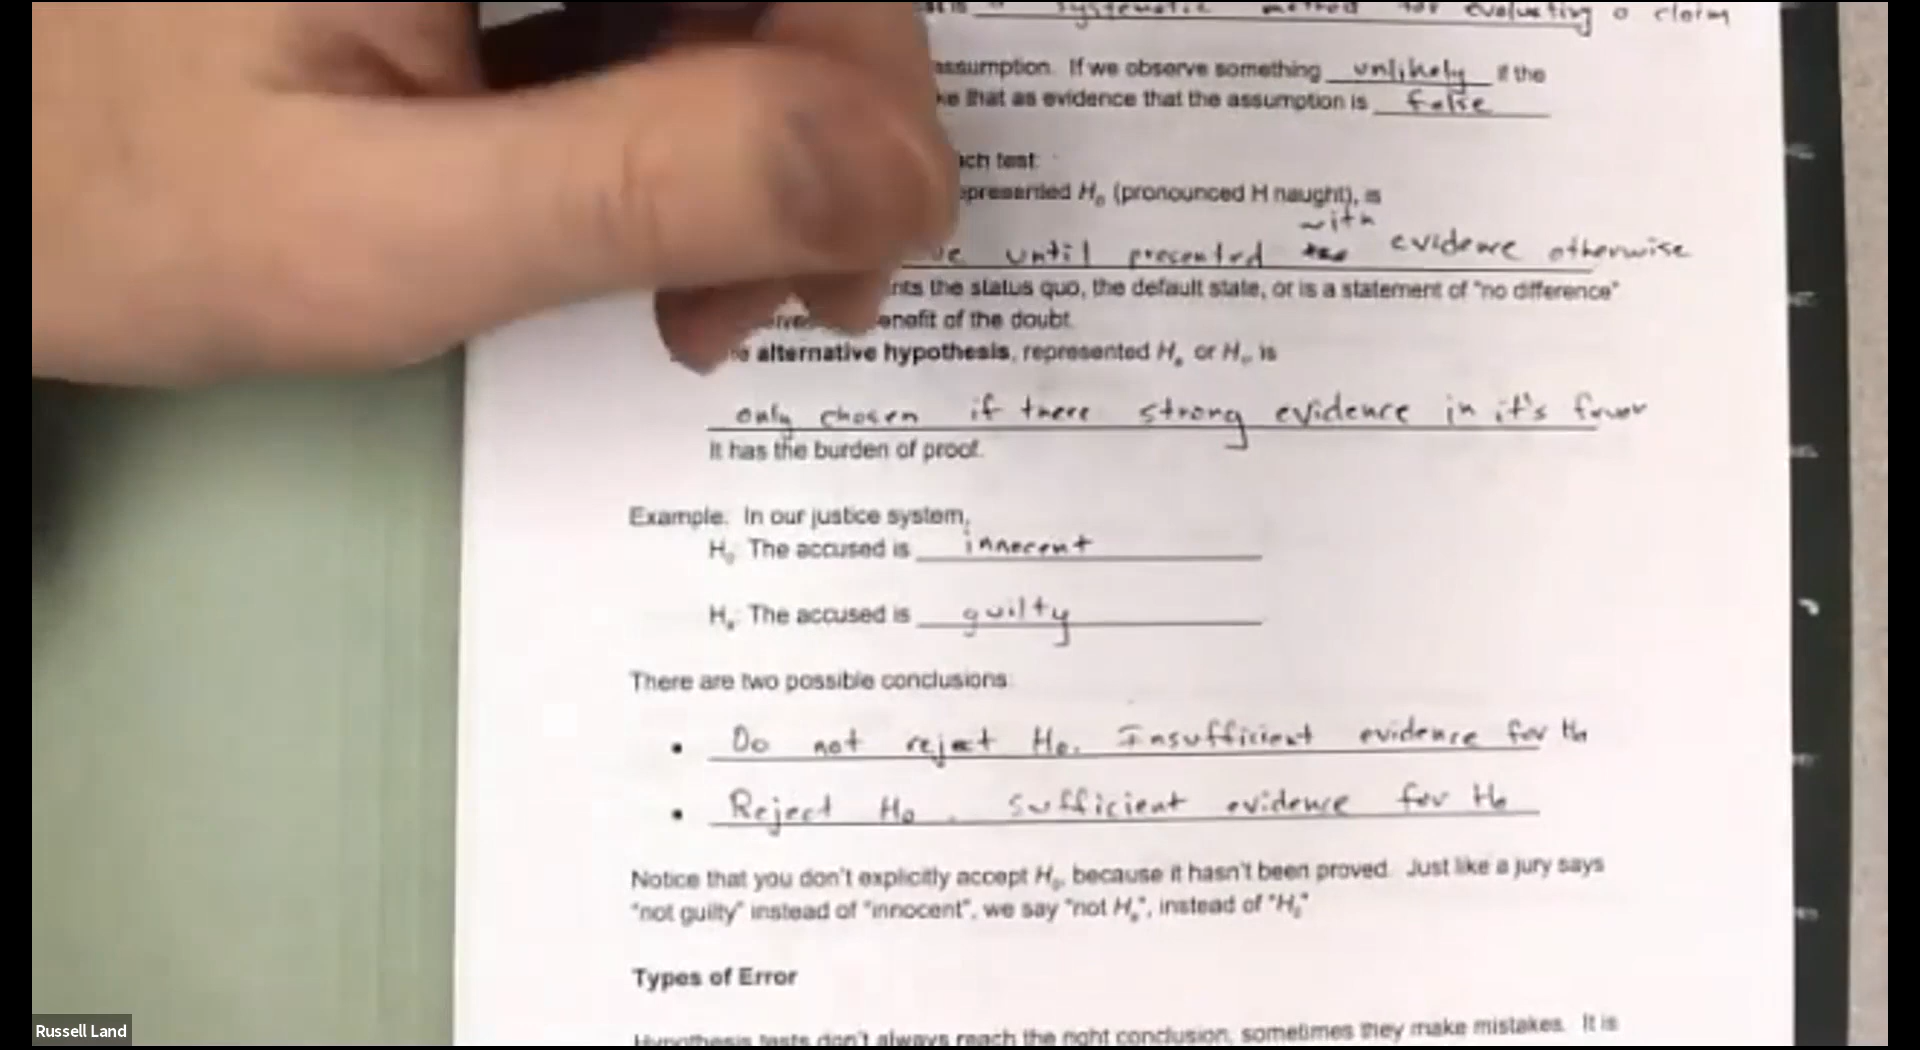 systematic method for evaluating a claim
assumption. If we observe something unlikely if the
that as evidence that the assumption is false
test:
H₀ (pronounced H naught), is
with
until presented evidence otherwise
the status quo, the default state, or is a statement of "no difference"
of the doubt.
alternative hypothesis, represented Hₐ or H₁, is
only chosen if there strong evidence in it's favor
It has the burden of proof.
Example: In our justice system,
H₀: The accused is innocent
Hₐ: The accused is guilty
There are two possible conclusions:
• Do not reject H₀. Insufficient evidence for Ha
• Reject H₀. Sufficient evidence for Ha
Notice that you don't explicitly accept H₀, because it hasn't been proved. Just like a jury says
"not guilty" instead of "innocent", we say "not Hₐ", instead of "H₀"
Types of Error
Hypothesis tests don't always reach the right conclusion, sometimes they make mistakes. It is
Russell Land